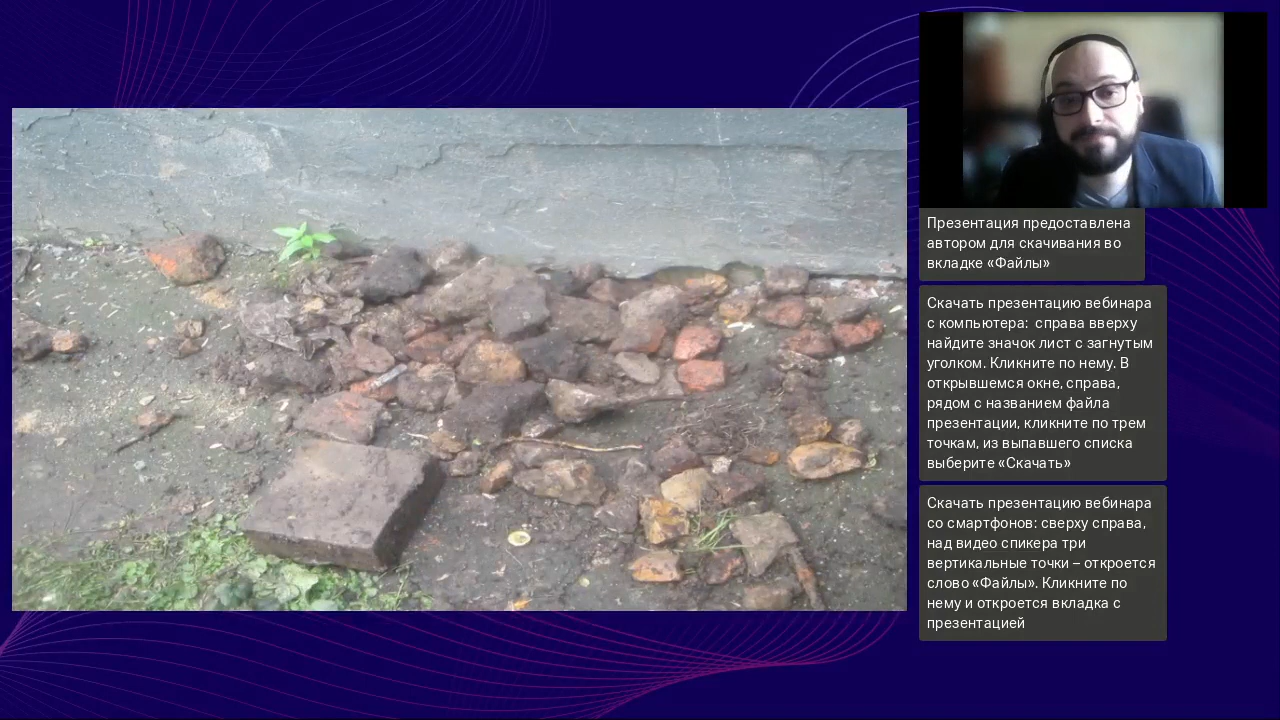 Презентация предоставлена
автором для скачивания во
вкладке «Файлы»
Скачать презентацию вебинара
с компьютера: справа вверху
найдите значок лист с загнутым
уголком. Кликните по нему. В
открывшемся окне, справа,
рядом с названием файла
презентации, кликните по трем
точкам, из выпавшего списка
выберите «Скачать»
Скачать презентацию вебинара
со смартфонов: сверху справа,
над видео спикера три
вертикальные точки – откроется
слово «Файлы». Кликните по
нему и откроется вкладка с
презентацией